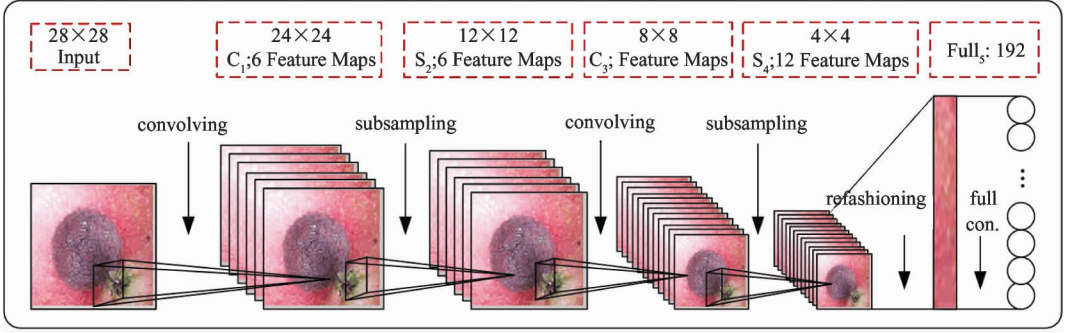 28×28
Input
24×24
C₁;6 Feature Maps
12×12
S₂;6 Feature Maps
8×8
C₃; Feature Maps
4×4
S₄;12 Feature Maps
Full₅: 192
convolving
subsampling
convolving
subsampling
refashioning
full
con.